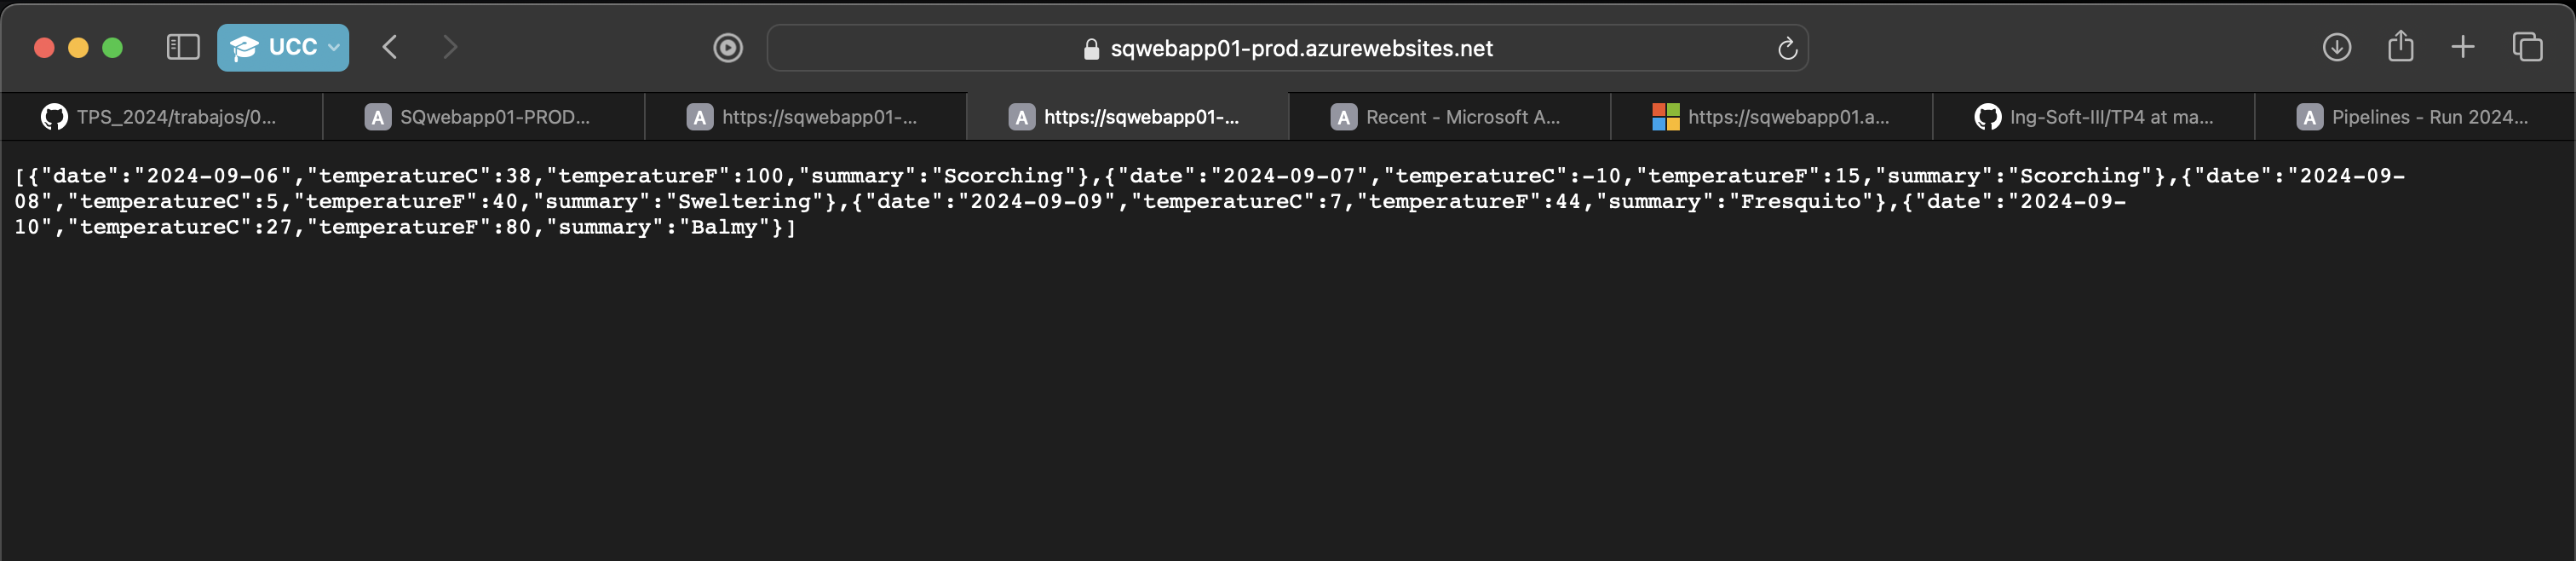 UCC
sqwebapp01-prod.azurewebsites.net
TPS_2024/trabajos/0...
SQwebapp01-PROD...
https://sqwebapp01-...
https://sqwebapp01-...
Recent - Microsoft A...
https://sqwebapp01.a...
Ing-Soft-III/TP4 at ma...
Pipelines - Run 2024...
[{"date":"2024-09-06","temperatureC":38,"temperatureF":100,"summary":"Scorching"},{"date":"2024-09-07","temperatureC":-10,"temperatureF":15,"summary":"Scorching"},{"date":"2024-09-
08","temperatureC":5,"temperatureF":40,"summary":"Sweltering"},{"date":"2024-09-09","temperatureC":7,"temperatureF":44,"summary":"Fresquito"},{"date":"2024-09-
10","temperatureC":27,"temperatureF":80,"summary":"Balmy"}]